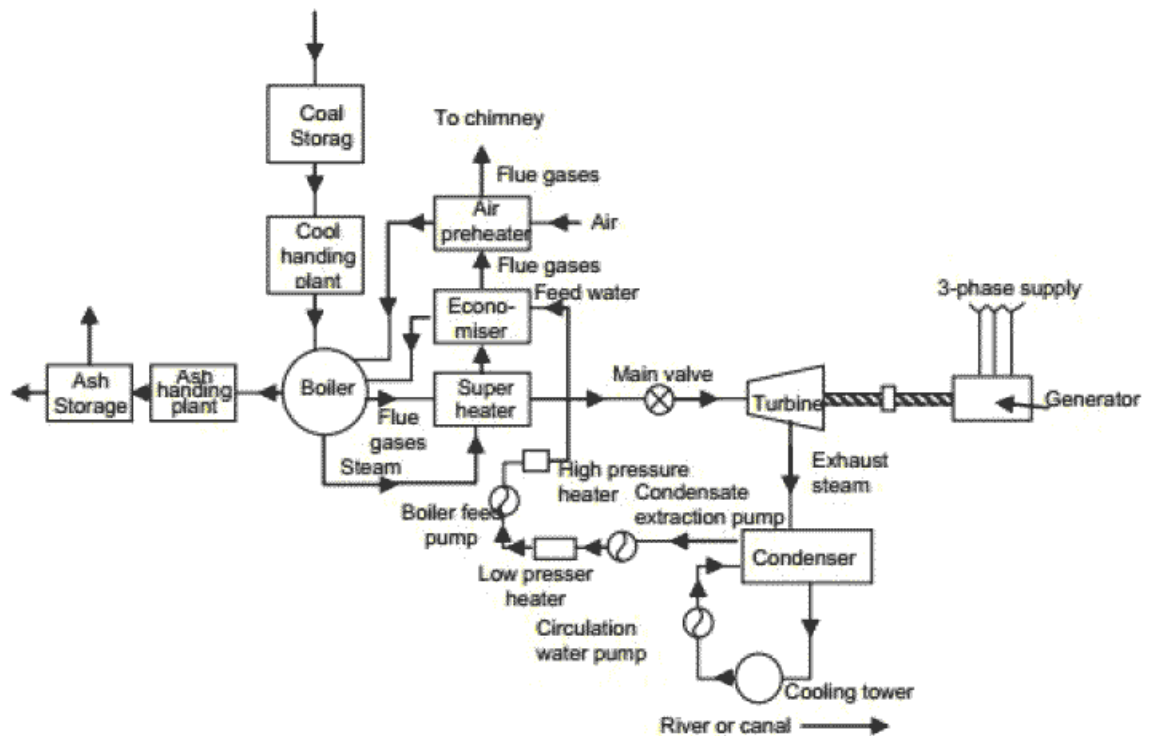 Coal
Storag
To chimney
Flue gases
Air
preheater
Air
Cool
handing
plant
Flue gases
Feed water
Econo-
miser
3-phase supply
Ash
Storage
Ash
handing
plant
Boiler
Super
heater
Main valve
Turbine
Generator
Flue
gases
Steam
High pressure
heater
Exhaust
steam
Boiler feed
pump
Condensate
extraction pump
Condenser
Low presser
heater
Circulation
water pump
Cooling tower
River or canal